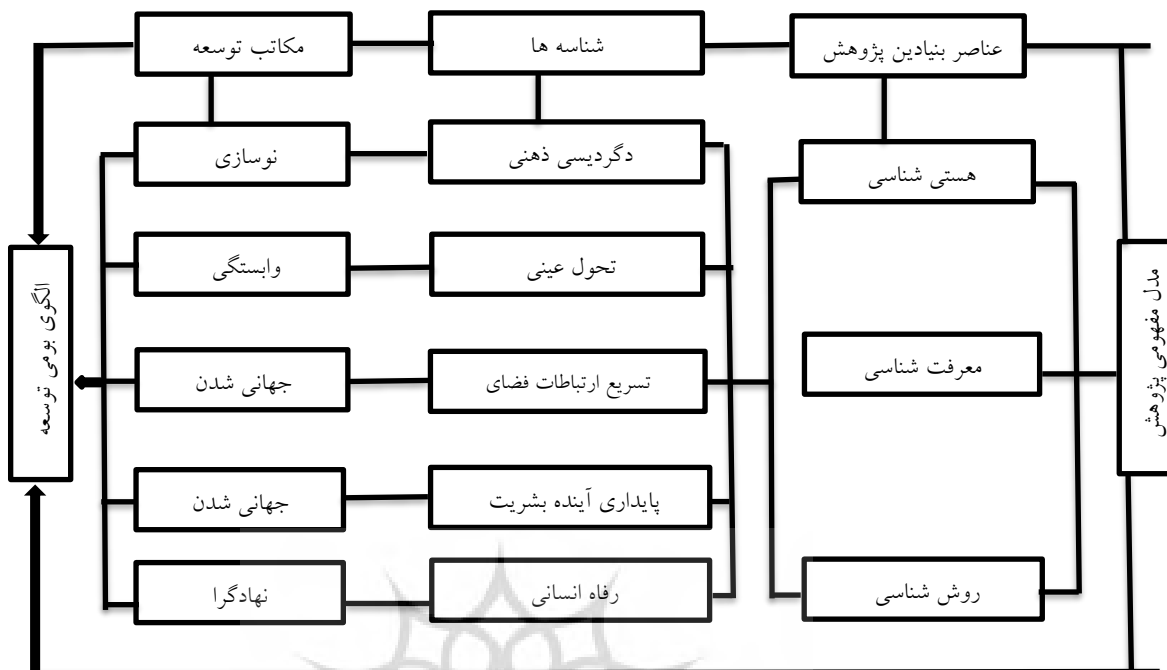 عناصر بنیادین پژوهش
شناسه ها
مکاتب توسعه
هستی شناسی
دگردیسی ذهنی
نوسازی
مدل مفهومی پژوهش
تحول عینی
وابستگی
الگوی بومی توسعه
معرفت شناسی
تسریع ارتباطات فضای
جهانی شدن
پایداری آینده بشریت
جهانی شدن
روش شناسی
رفاه انسانی
نهادگرا